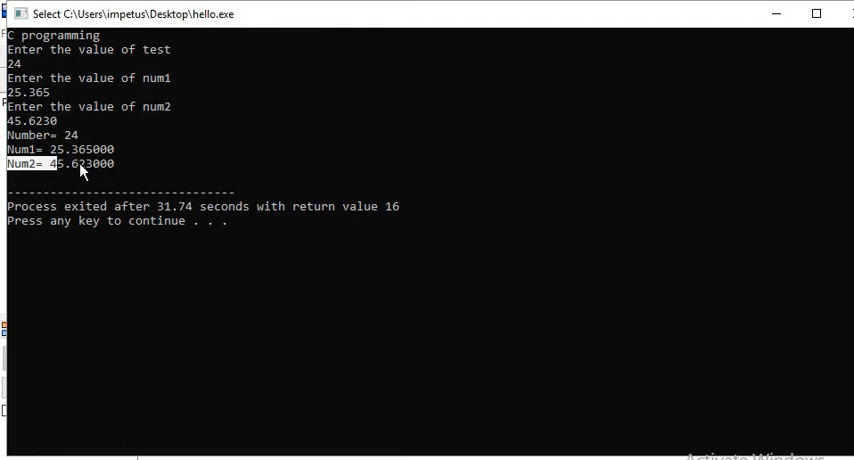 Select C:\Users\impetus\Desktop\hello.exe
C programming
Enter the value of test
24
Enter the value of num1
25.365
Enter the value of num2
45.6230
Number= 24
Num1= 25.365000
Num2= 45.623000
--------------------------------
Process exited after 31.74 seconds with return value 16
Press any key to continue . . .
Activate Windows